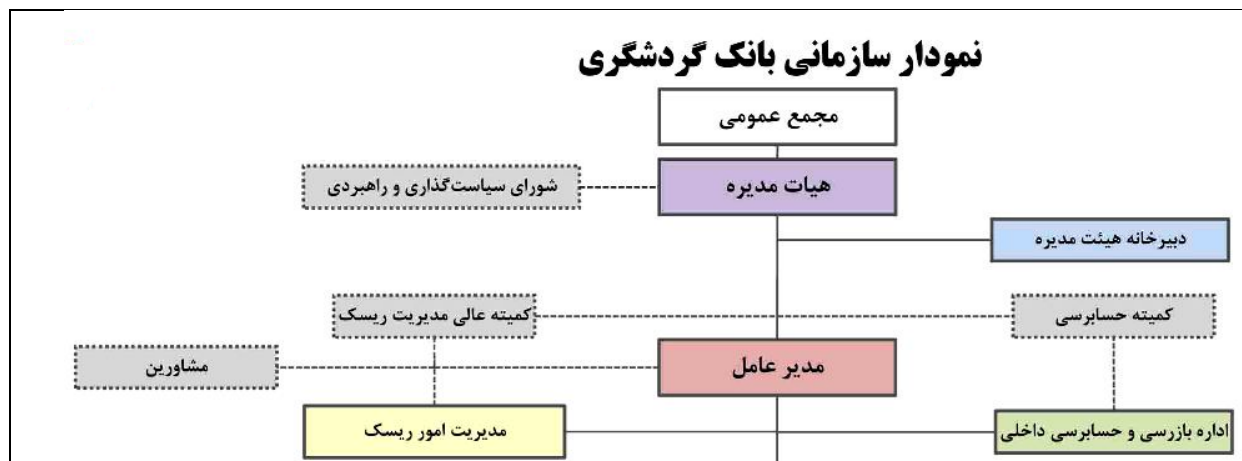 نمودار سازمانی بانک گردشگری
مجمع عمومی
هیات مدیره
شورای سیاست‌گذاری و راهبردی
دبیرخانه هیئت مدیره
کمیته حسابرسی
کمیته عالی مدیریت ریسک
مدیر عامل
مشاورین
اداره بازرسی و حسابرسی داخلی
مدیریت امور ریسک